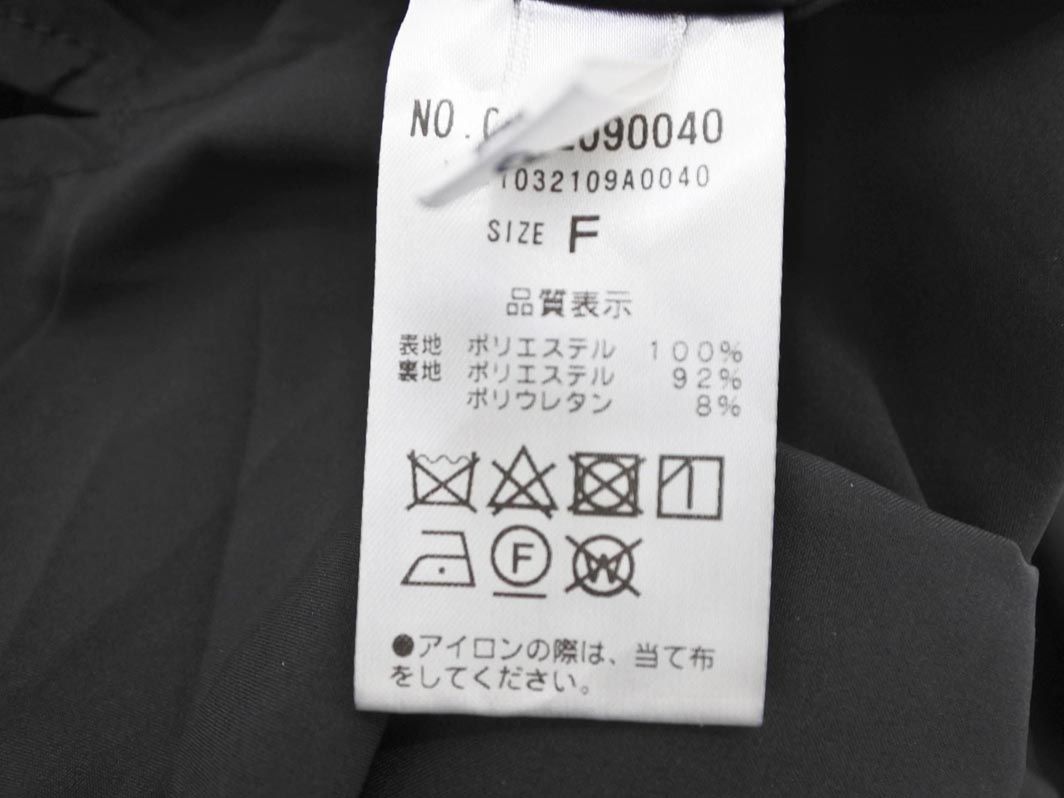 NO.
090040
1032109A0040
SIZE F
品質表示
表地 ポリエステル 100%
裏地 ポリエステル 92%
ポリウレタン 8%
F
W
●アイロンの際は、当て布
をしてください。